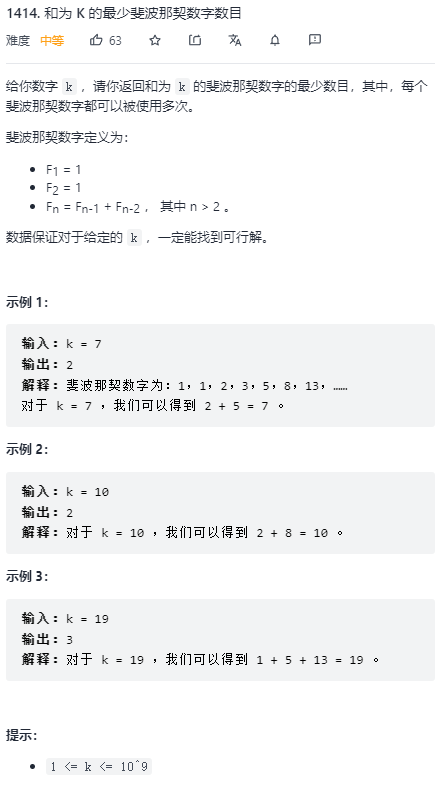 1414. 和为 K 的最少斐波那契数字数目
难度 中等 63
给你数字 k ，请你返回和为 k 的斐波那契数字的最少数目，其中，每个
斐波那契数字都可以被使用多次。
斐波那契数字定义为：
• F1 = 1
• F2 = 1
• Fn = Fn-1 + Fn-2 ， 其中 n > 2 。
数据保证对于给定的 k ，一定能找到可行解。
示例 1：
输入：k = 7
输出：2
解释：斐波那契数字为：1，1，2，3，5，8，13，……
对于 k = 7 ，我们可以得到 2 + 5 = 7 。
示例 2：
输入：k = 10
输出：2
解释：对于 k = 10 ，我们可以得到 2 + 8 = 10 。
示例 3：
输入：k = 19
输出：3
解释：对于 k = 19 ，我们可以得到 1 + 5 + 13 = 19 。
提示：
• 1 <= k <= 10^9